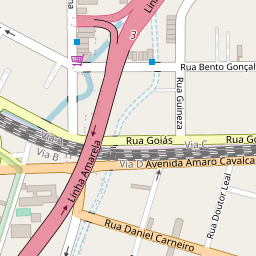 Linha
3
Rua Bento Gonçal
Rua Guineza
Via A
Via B
Rua Goiás
Via C
Rua Go
Via D
Avenida Amaro Cavalca
Linha Amarela
Rua Doutor Leal
Rua Daniel Carneiro